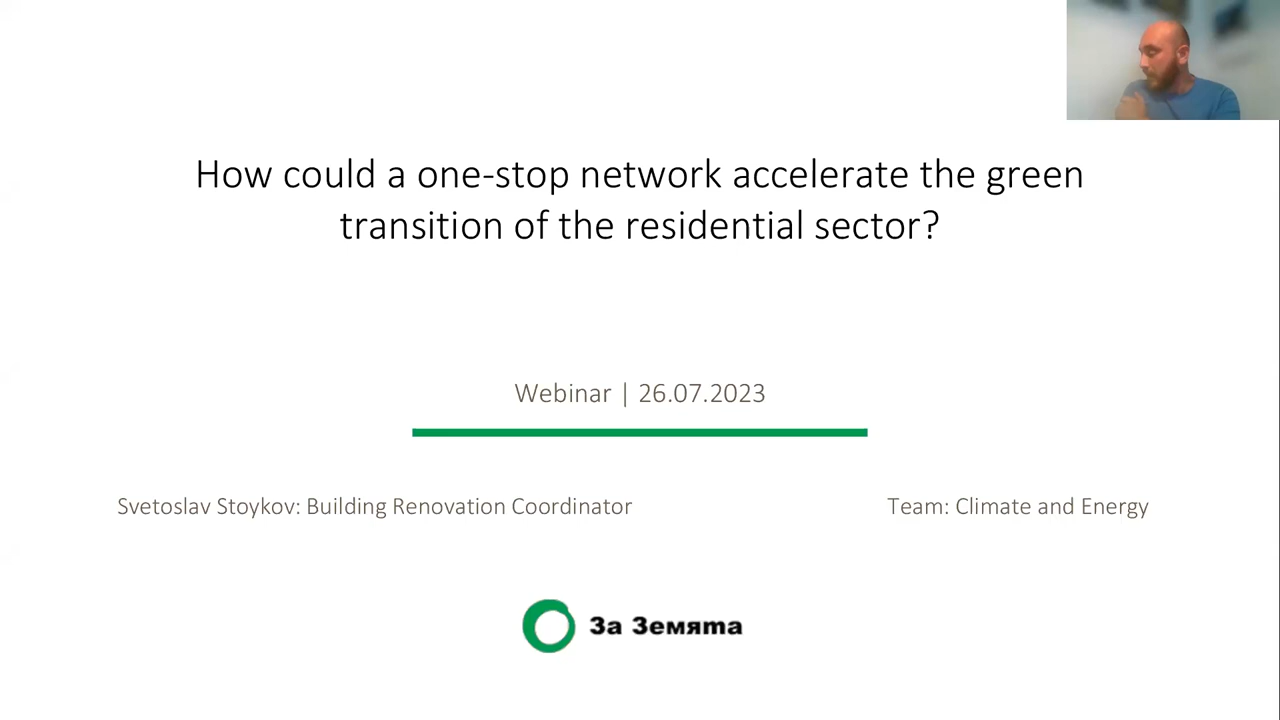 How could a one-stop network accelerate the green
transition of the residential sector?
Webinar | 26.07.2023
Svetoslav Stoykov: Building Renovation Coordinator
Team: Climate and Energy
За Земята